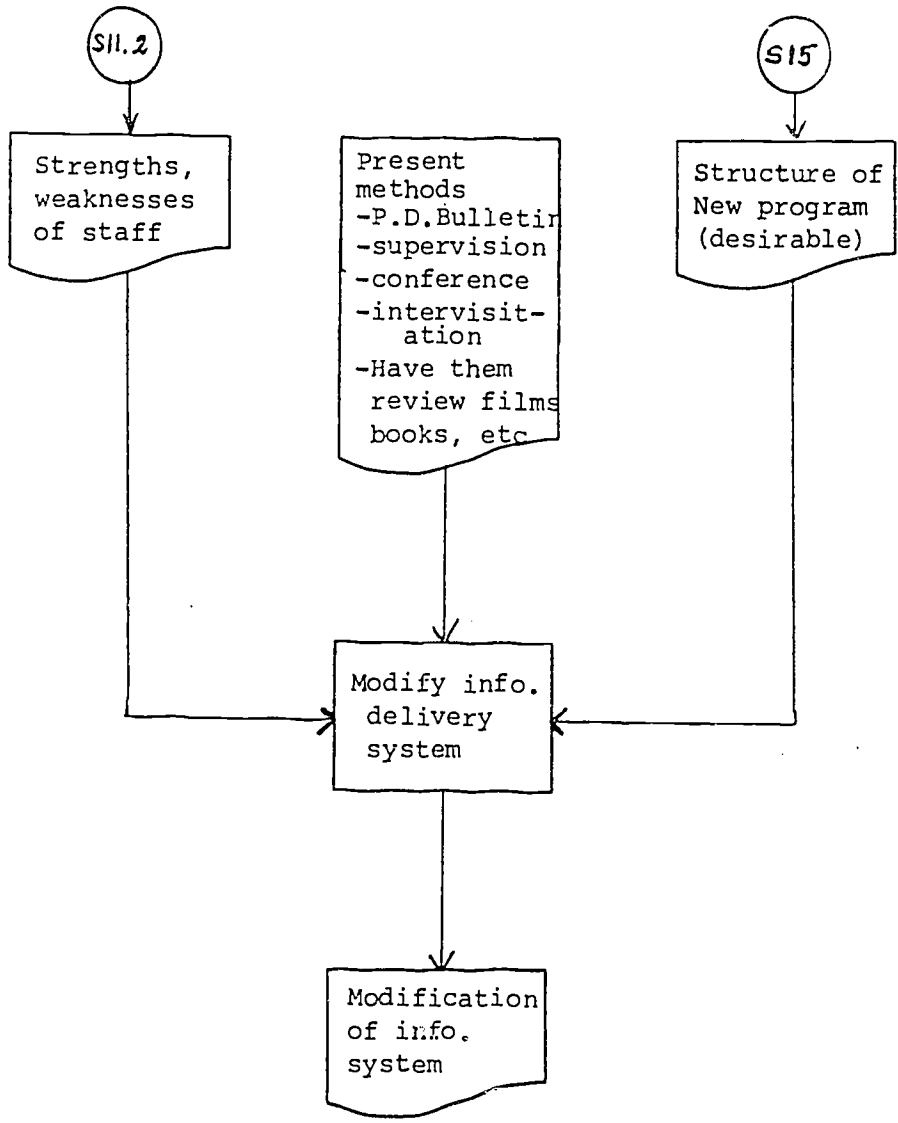 S11.2
S15
Strengths,
weaknesses
of staff
Present
methods
-P.D.Bulletin
-supervision
-conference
-intervisit-
ation
-Have them
review films
books, etc
Structure of
New program
(desirable)
Modify info.
delivery
system
Modification
of info.
system